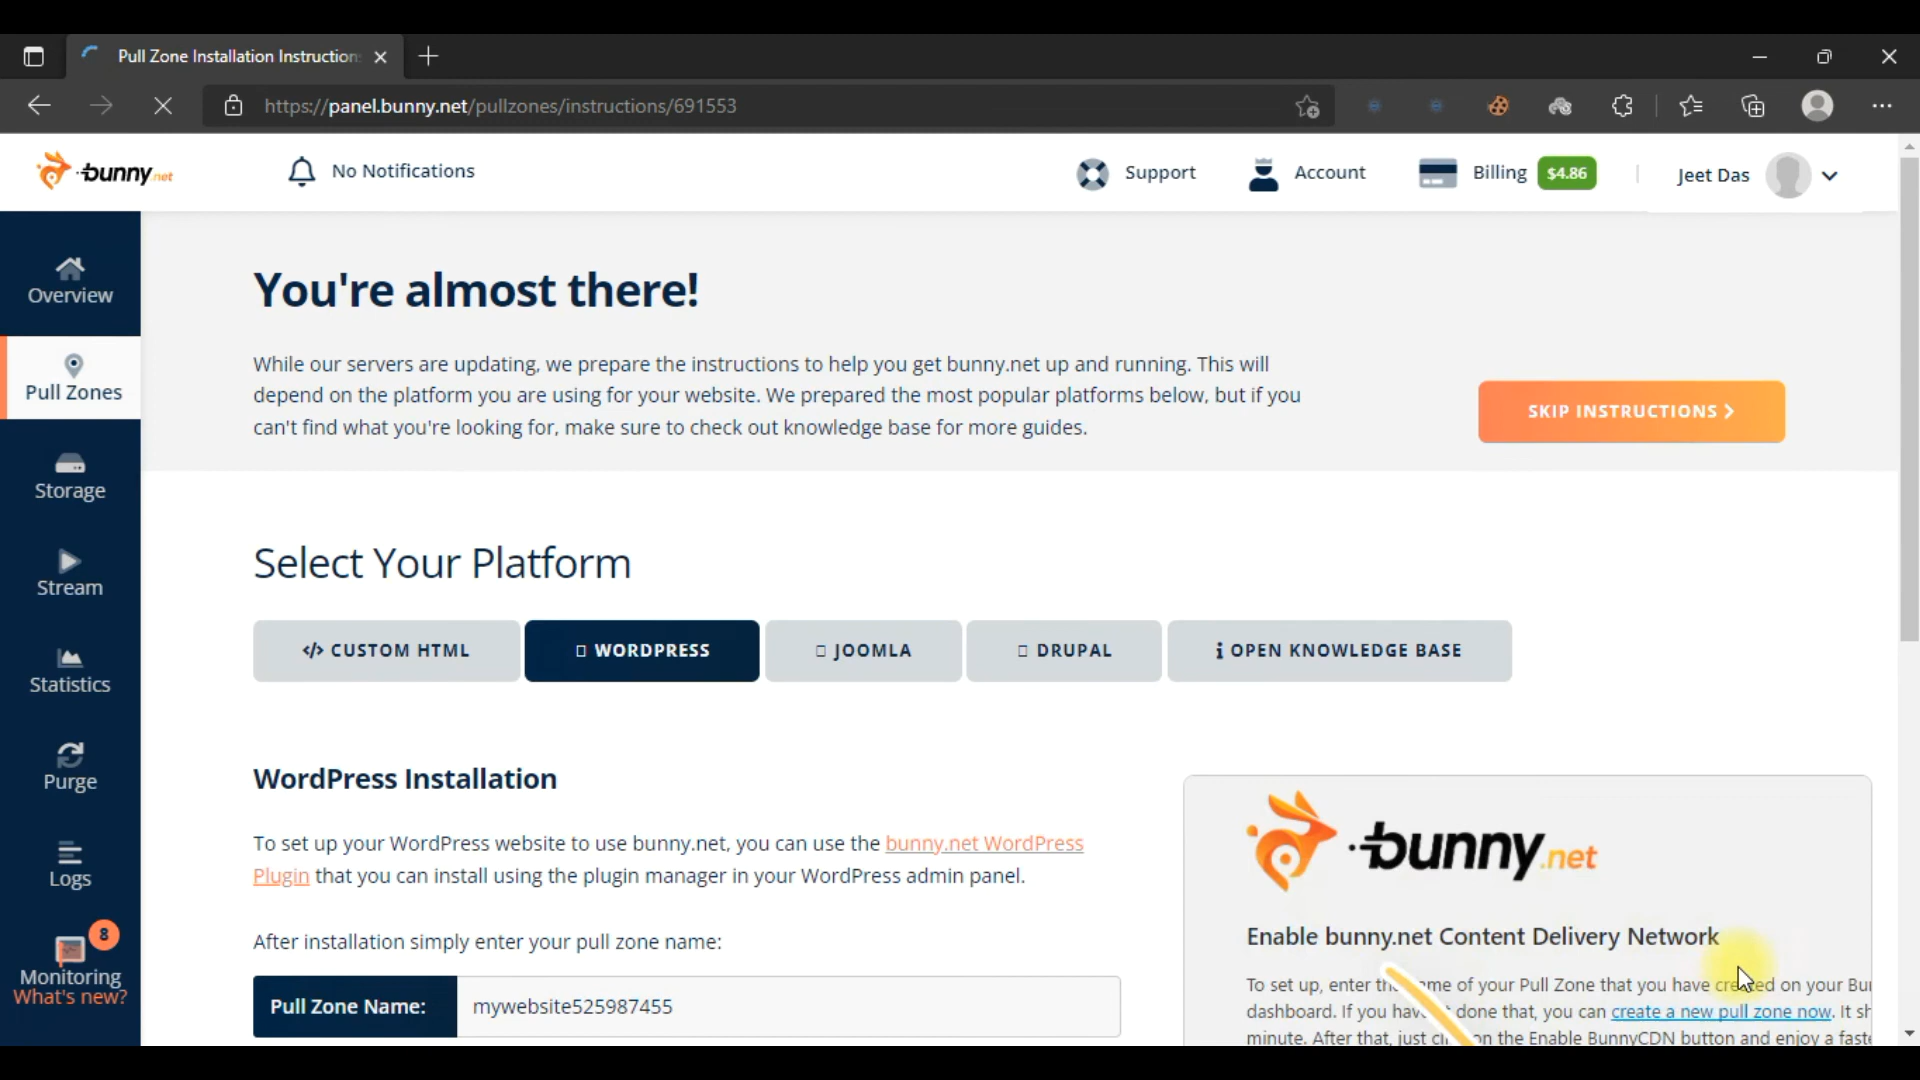 Pull Zone Installation Instruction
https://panel.bunny.net/pullzones/instructions/691553
bunny.net
No Notifications
Support
Account
Billing $4.86
Jeet Das
Overview
Pull Zones
Storage
Stream
Statistics
Purge
Logs
8
Monitoring
What's new?
You're almost there!
While our servers are updating, we prepare the instructions to help you get bunny.net up and running. This will
depend on the platform you are using for your website. We prepared the most popular platforms below, but if you
can't find what you're looking for, make sure to check out knowledge base for more guides.
SKIP INSTRUCTIONS
Select Your Platform
</> CUSTOM HTML
WORDPRESS
JOOMLA
DRUPAL
i OPEN KNOWLEDGE BASE
WordPress Installation
To set up your WordPress website to use bunny.net, you can use the bunny.net WordPress
Plugin that you can install using the plugin manager in your WordPress admin panel.
After installation simply enter your pull zone name:
Pull Zone Name: mywebsite525987455
bunny.net
Enable bunny.net Content Delivery Network
To set up, enter of your Pull Zone that you have on your
dashboard. If you done that, you can create a new pull zone now. It
minute. After that, just on the Enable BunnyCDN button and enjoy a